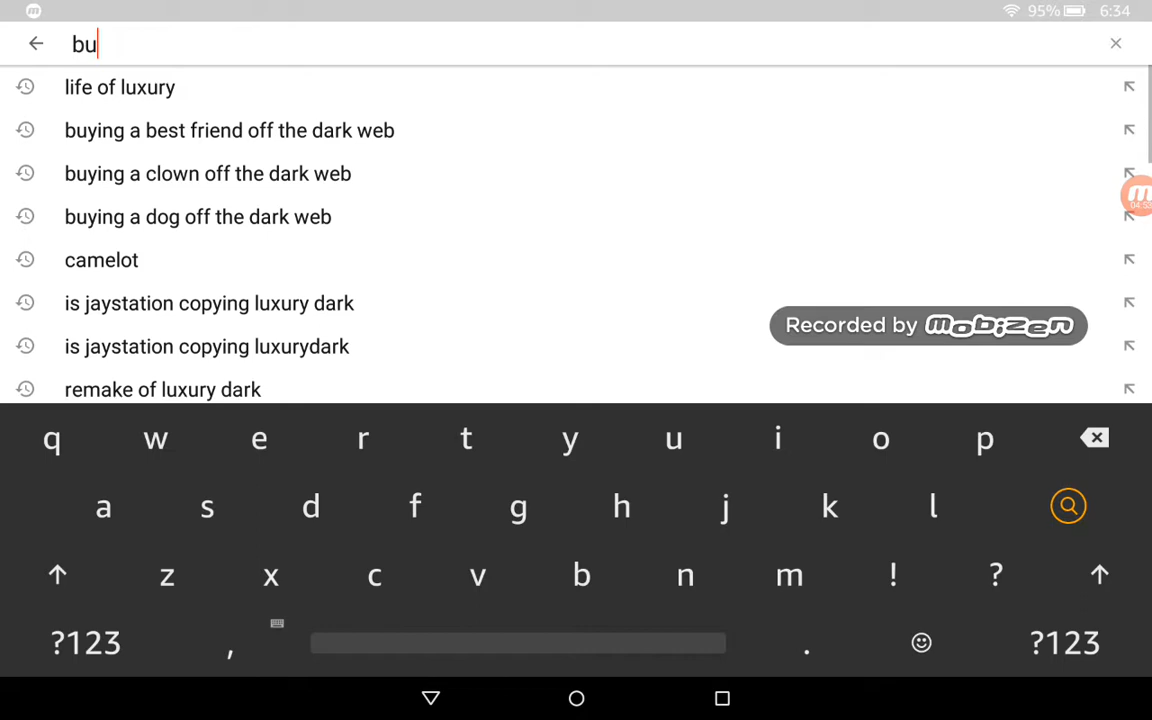 95% 6:34
bu
life of luxury
buying a best friend off the dark web
buying a clown off the dark web
buying a dog off the dark web
04:53
camelot
is jaystation copying luxury dark
Recorded by mobizen
is jaystation copying luxurydark
remake of luxury dark
q w e r t y u i o p
a s d f g h j k l
z x c v b n m ! ?
?123 , . ?123